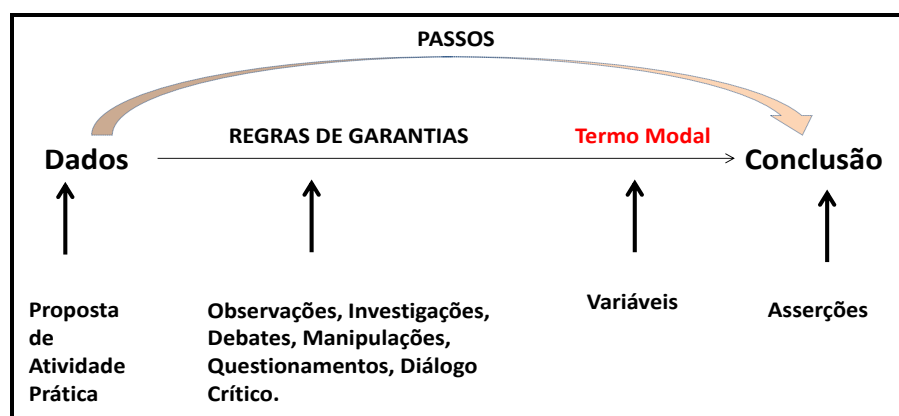 PASSOS
REGRAS DE GARANTIAS
Termo Modal
Dados
Conclusão
Proposta
de
Atividade
Prática
Observações, Investigações,
Debates, Manipulações,
Questionamentos, Diálogo
Crítico.
Variáveis
Asserções